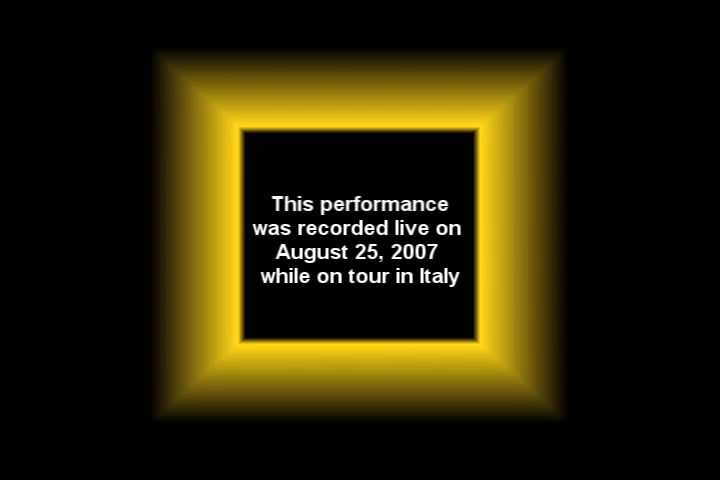 This performance
was recorded live on
August 25, 2007
while on tour in Italy